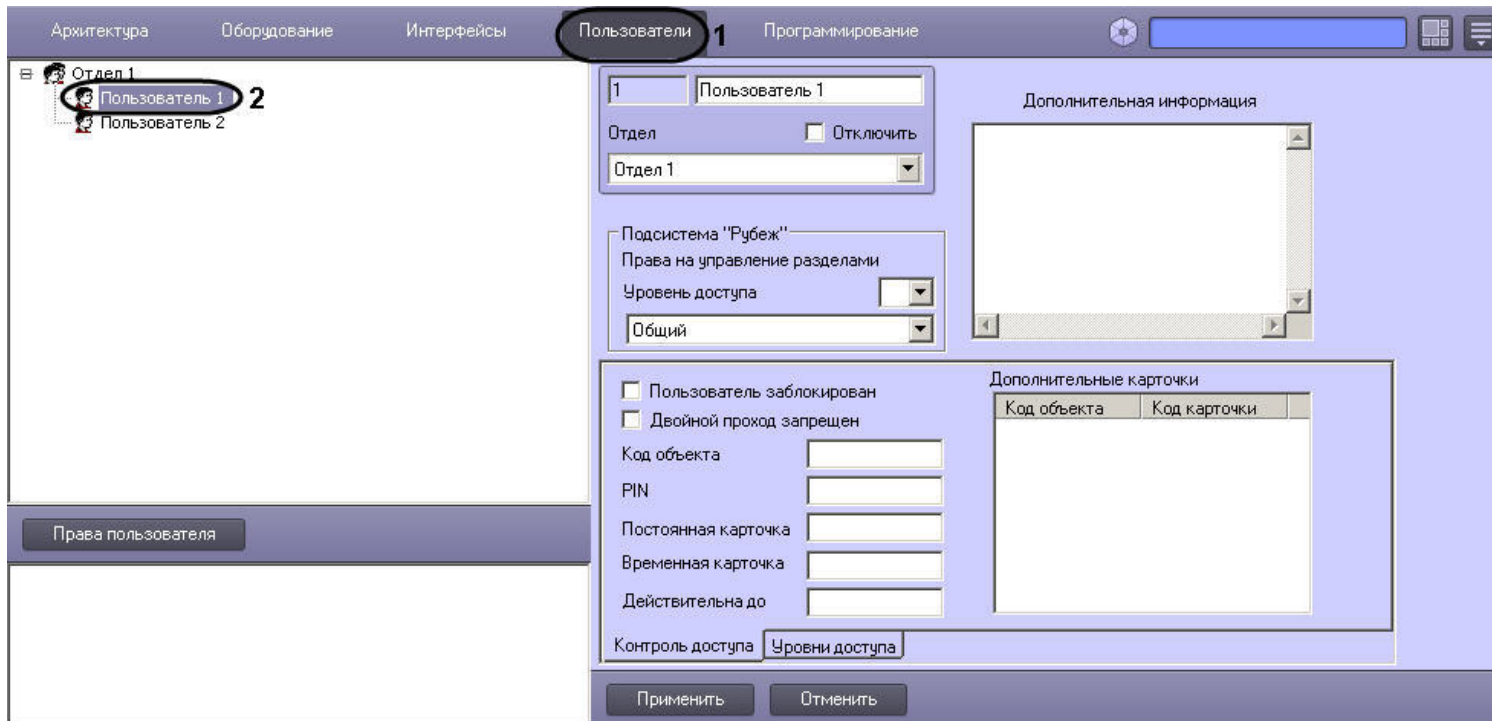 Архитектура Оборудование Интерфейсы Пользователи 1 Программирование
Отдел 1
Пользователь 1 2
Пользователь 2
Права пользователя
1 Пользователь 1
Отдел Отключить
Отдел 1
Дополнительная информация
Подсистема "Рубеж"
Права на управление разделами
Уровень доступа
Общий
Пользователь заблокирован
Двойной проход запрещен
Код объекта
PIN
Постоянная карточка
Временная карточка
Действительна до
Дополнительные карточки
Код объекта Код карточки
Контроль доступа Уровни доступа
Применить Отменить